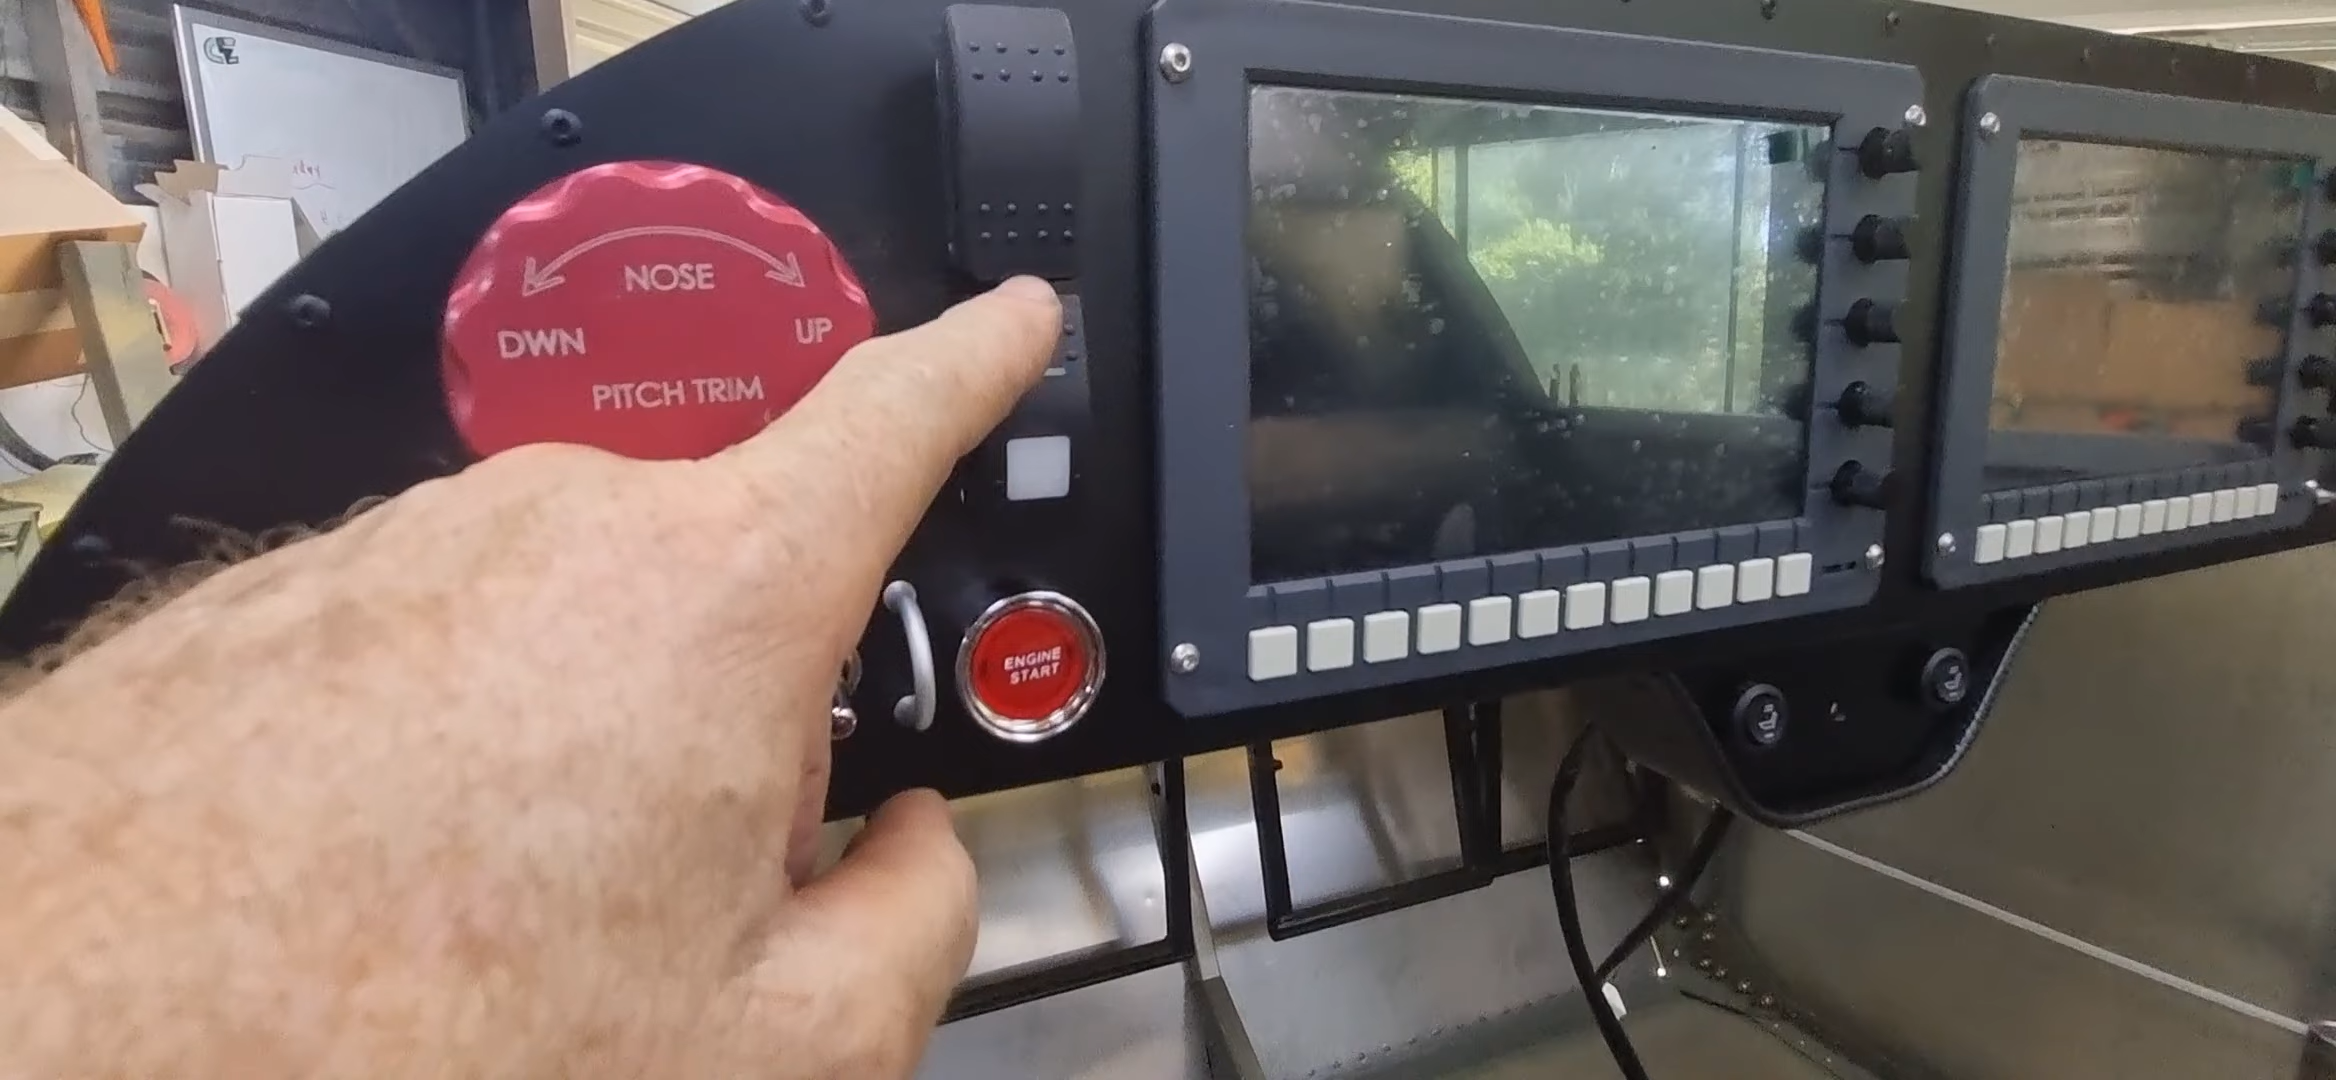 NOSE
DWN UP
PITCH TRIM
ENGINE
START